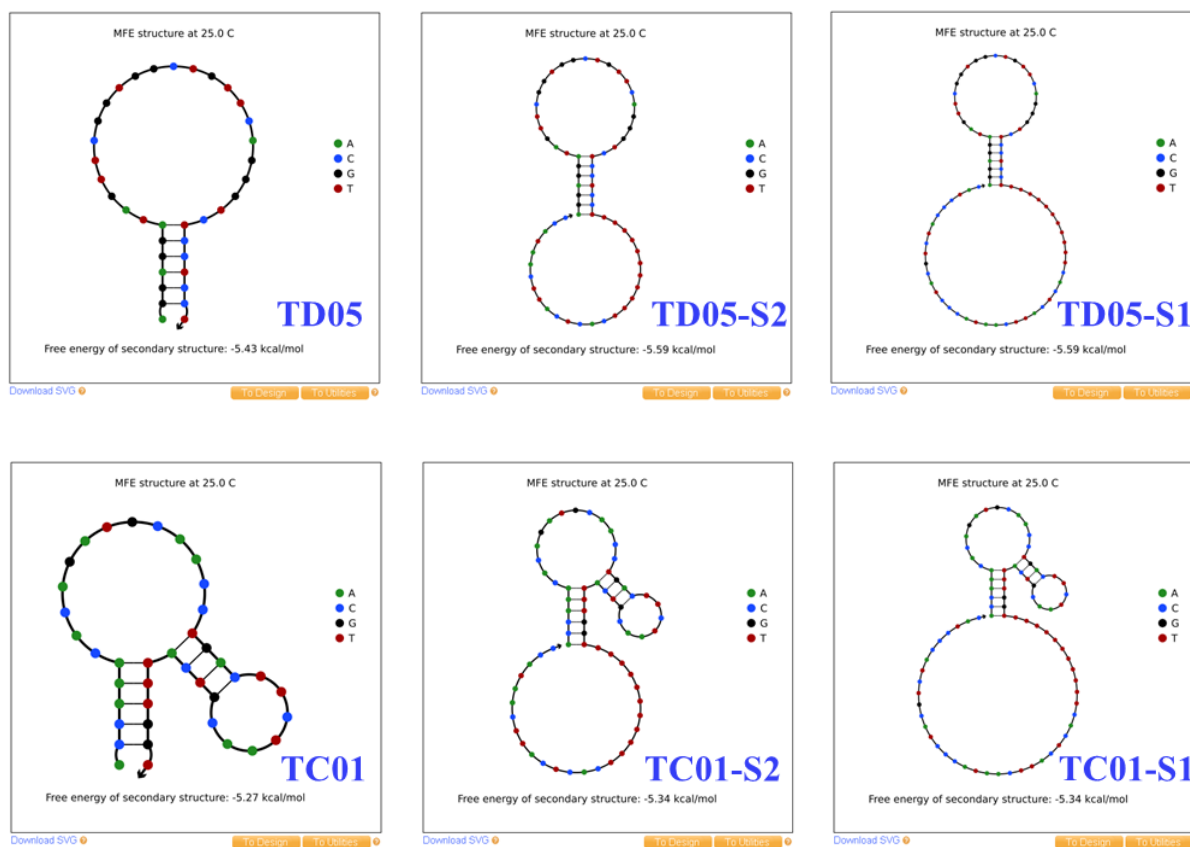 MFE structure at 25.0 C
A
C
G
T
TD05
Free energy of secondary structure: -5.43 kcal/mol
Download SVG ?
To Design
To Utilities
?
MFE structure at 25.0 C
A
C
G
T
TD05-S2
Free energy of secondary structure: -5.59 kcal/mol
Download SVG ?
To Design
To Utilities
?
MFE structure at 25.0 C
A
C
G
T
TD05-S1
Free energy of secondary structure: -5.59 kcal/mol
Download SVG ?
To Design
To Utilities
MFE structure at 25.0 C
A
C
G
T
TC01
Free energy of secondary structure: -5.27 kcal/mol
Download SVG ?
To Design
To Utilities
?
MFE structure at 25.0 C
A
C
G
T
TC01-S2
Free energy of secondary structure: -5.34 kcal/mol
Download SVG ?
To Design
To Utilities
?
MFE structure at 25.0 C
A
C
G
T
TC01-S1
Free energy of secondary structure: -5.34 kcal/mol
Download SVG ?
To Design
To Utilities